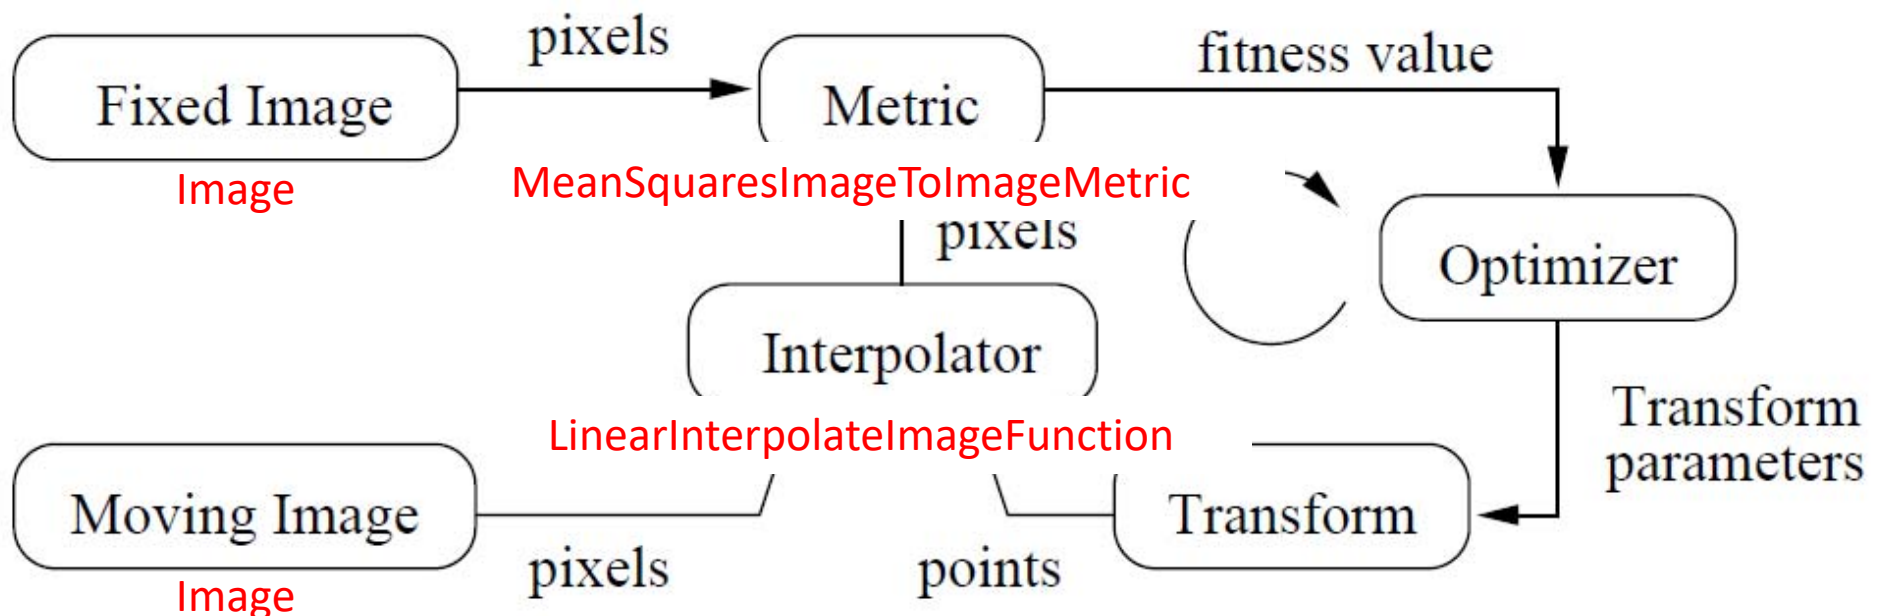 pixels
fitness value
Fixed Image
Metric
Image
MeanSquaresImageToImageMetric
pixels
Optimizer
Interpolator
Transform
parameters
LinearInterpolateImageFunction
Moving Image
Transform
pixels
points
Image